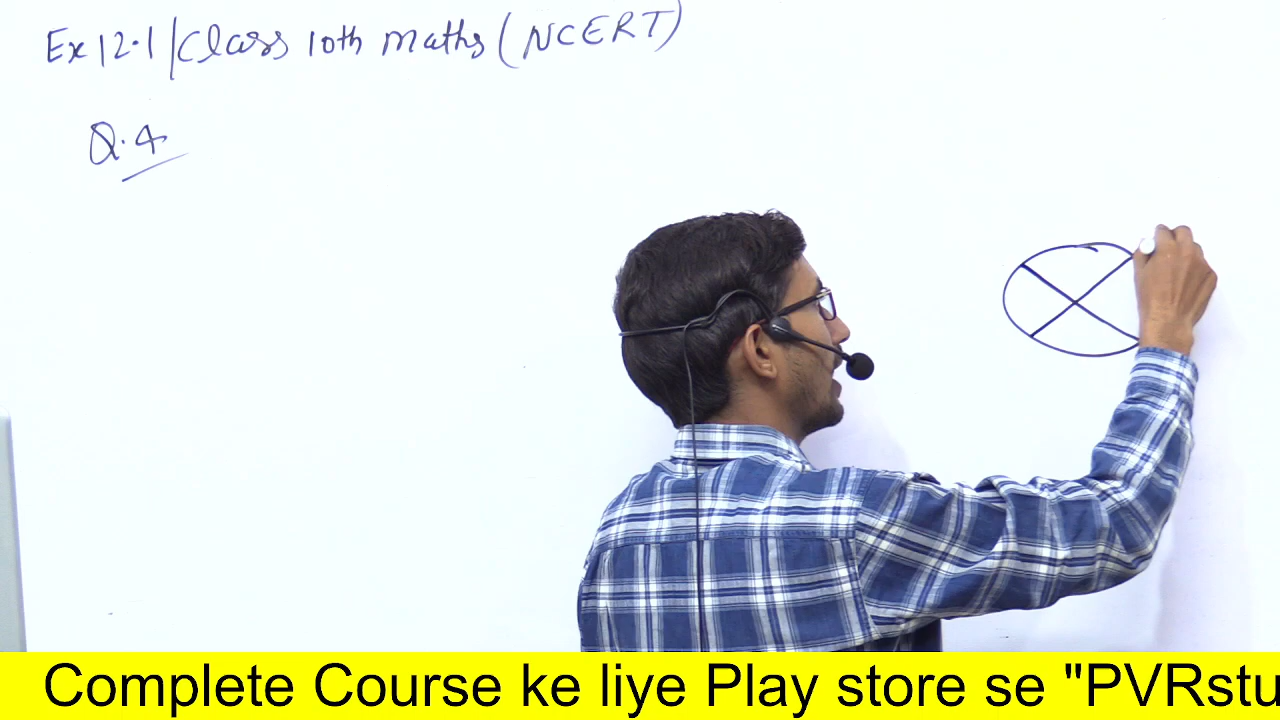 Ex 12.1 | Class 10th maths (NCERT)
Q.4
Complete Course ke liye Play store se "PVRstu